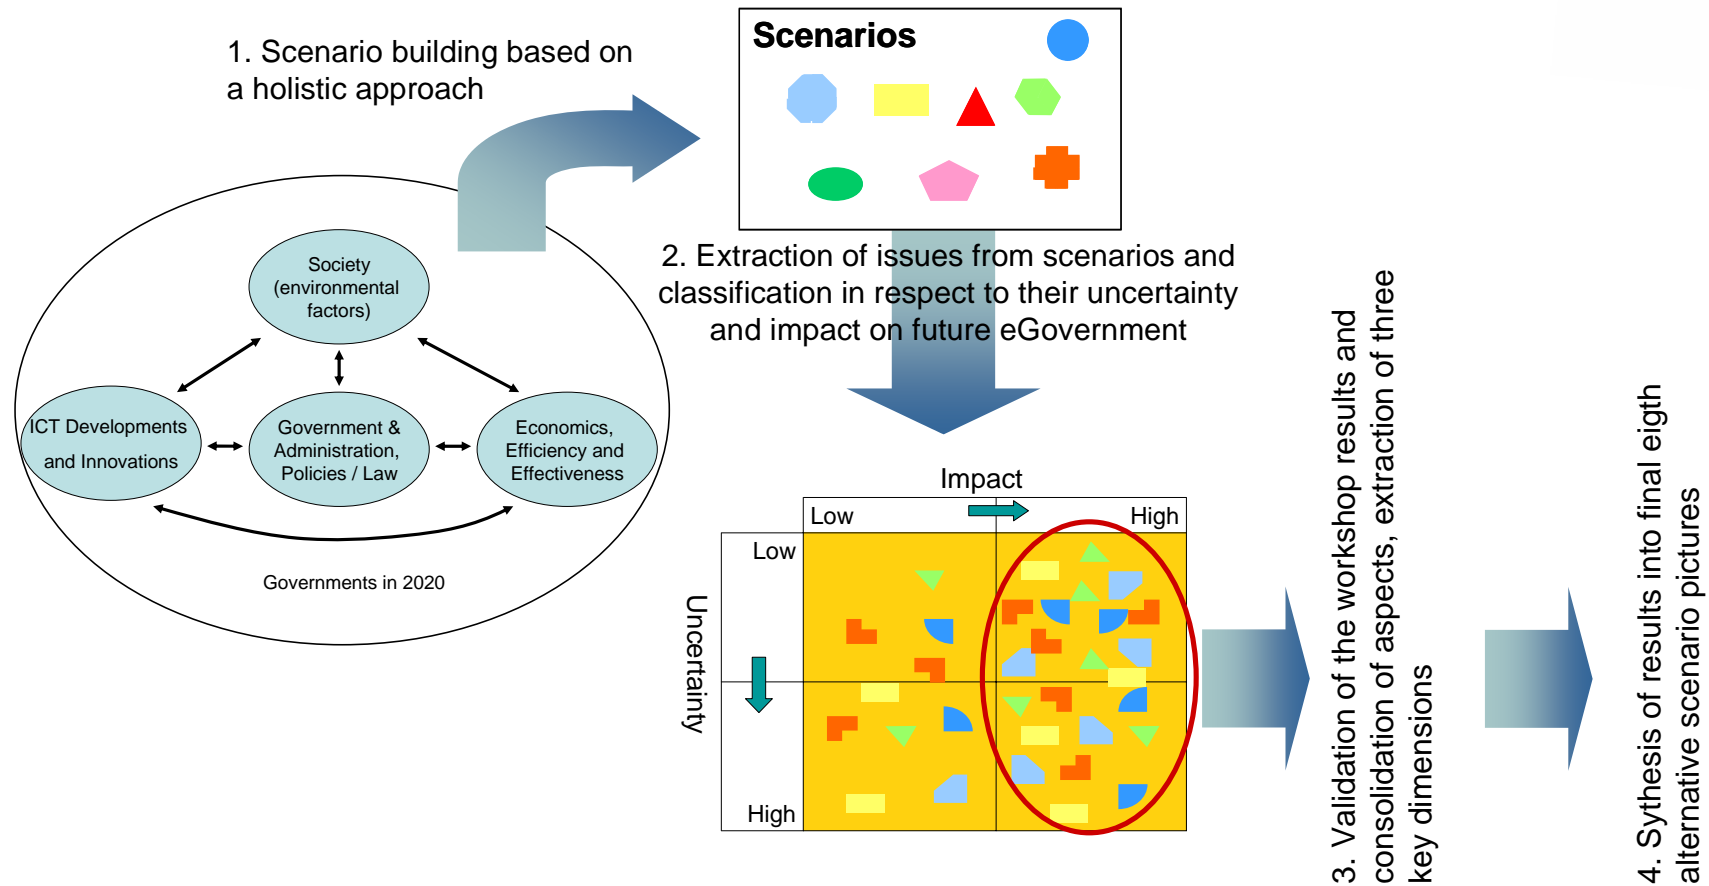 1. Scenario building based on
a holistic approach
Scenarios
Society
(environmental
factors)
ICT Developments
and Innovations
Government &
Administration,
Policies / Law
Economics,
Efficiency and
Effectiveness
Governments in 2020
2. Extraction of issues from scenarios and
classification in respect to their uncertainty
and impact on future eGovernment
Impact
Low
High
Low
High
Uncertainty
3. Validation of the workshop results and
consolidation of aspects, extraction of three
key dimensions
4. Sythesis of results into final eigth
alternative scenario pictures